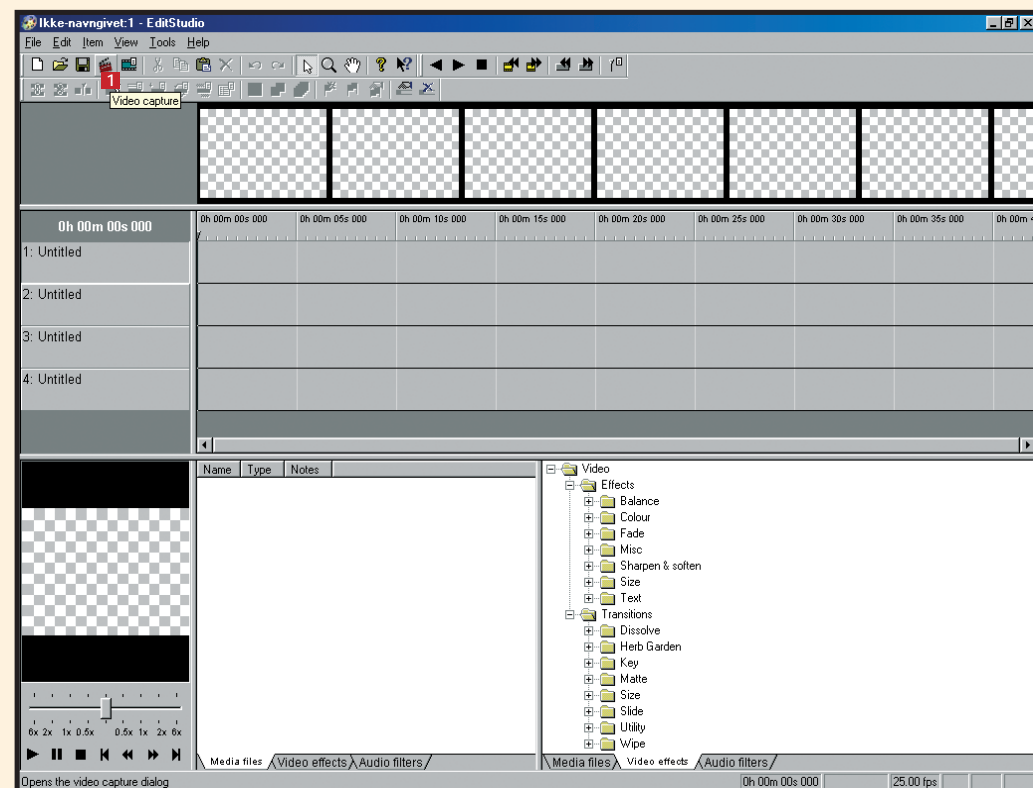 Ikke-navngivet:1 - EditStudio
File Edit Item View Tools Help
1
Video capture
0h 00m 00s 000
0h 00m 00s 000 0h 00m 05s 000 0h 00m 10s 000 0h 00m 15s 000 0h 00m 20s 000 0h 00m 25s 000 0h 00m 30s 000 0h 00m 35s 000 0h 00m
1: Untitled
2: Untitled
3: Untitled
4: Untitled
Name Type Notes
Video
Effects
Balance
Colour
Fade
Misc
Sharpen & soften
Size
Text
Transitions
Dissolve
Herb Garden
Key
Matte
Size
Slide
Utility
Wipe
6x 2x 1x 0.5x 0.5x 1x 2x 6x
Media files Video effects Audio filters
Media files Video effects Audio filters
Opens the video capture dialog
0h 00m 00s 000
25.00 fps